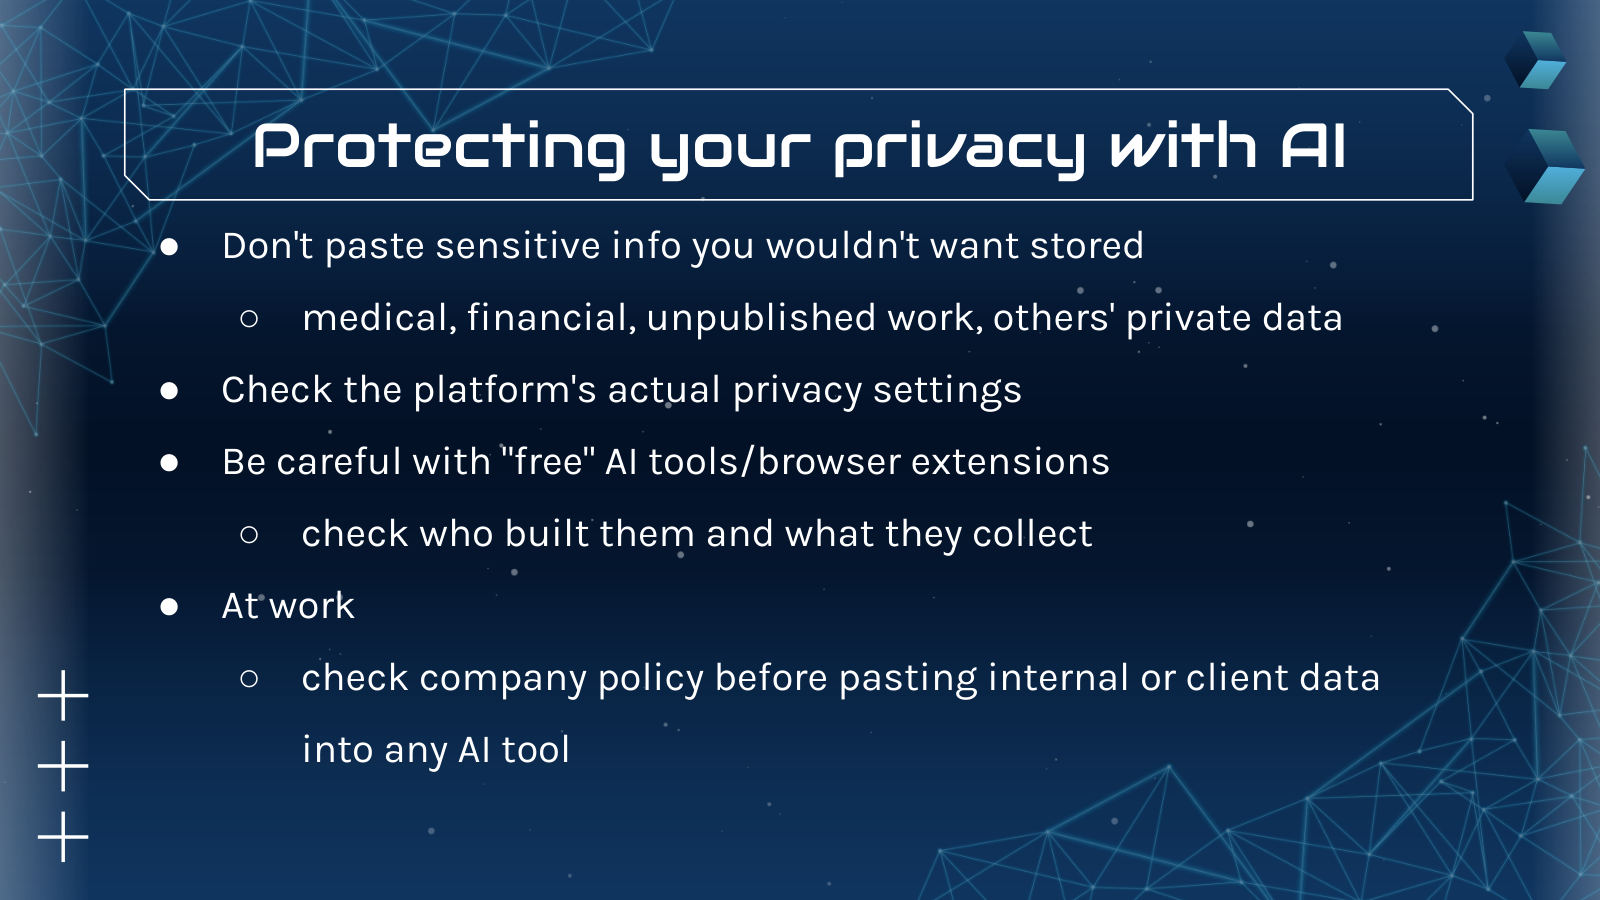 Protecting your privacy with AI
● Don't paste sensitive info you wouldn't want stored
○ medical, financial, unpublished work, others' private data
● Check the platform's actual privacy settings
● Be careful with "free" AI tools/browser extensions
○ check who built them and what they collect
● At work
○ check company policy before pasting internal or client data
into any AI tool